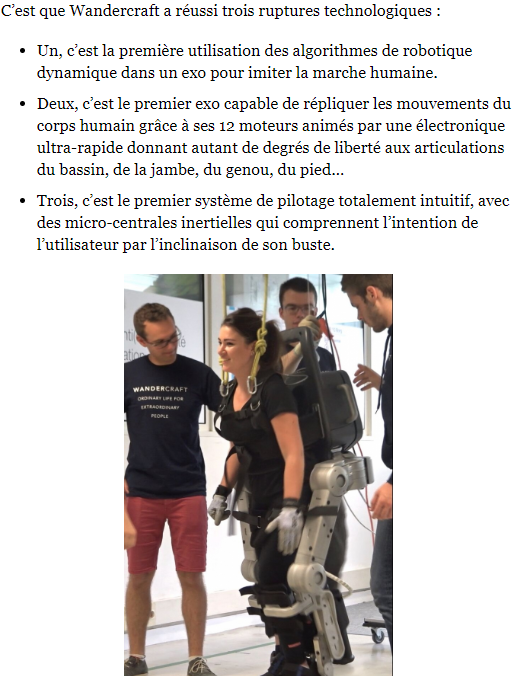 C’est que Wandercraft a réussi trois ruptures technologiques :
• Un, c’est la première utilisation des algorithmes de robotique
dynamique dans un exo pour imiter la marche humaine.
• Deux, c’est le premier exo capable de répliquer les mouvements du
corps humain grâce à ses 12 moteurs animés par une électronique
ultra-rapide donnant autant de degrés de liberté aux articulations
du bassin, de la jambe, du genou, du pied…
• Trois, c’est le premier système de pilotage totalement intuitif, avec
des micro-centrales inertielles qui comprennent l’intention de
l’utilisateur par l’inclinaison de son buste.
WANDERCRAFT
ORDINARY LIFE FOR
EXTRAORDINARY
PEOPLE